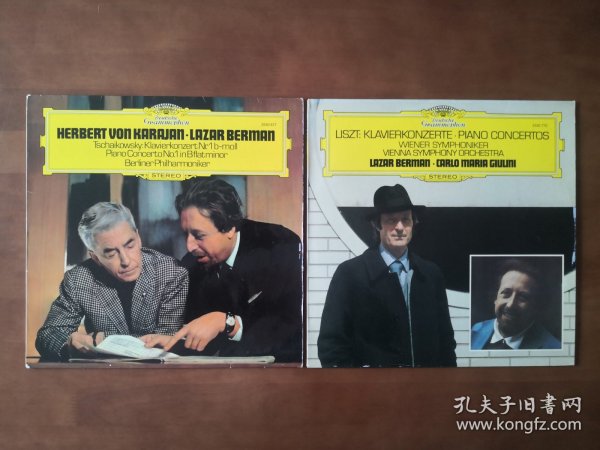 Deutsche
Grammophon
HERBERT VON KARAJAN · LAZAR BERMAN
Tschaikowsky: Klavierkonzert Nr.1 b-moll
Piano Concerto No.1 in B flat minor
Berliner Philharmoniker
STEREO
Deutsche
Grammophon
LISZT: KLAVIERKONZERTE · PIANO CONCERTOS
WIENER SYMPHONIKER
VIENNA SYMPHONY ORCHESTRA
LAZAR BERMAN · CARLO MARIA GIULINI
STEREO
孔夫子旧书网
www.kongfz.com